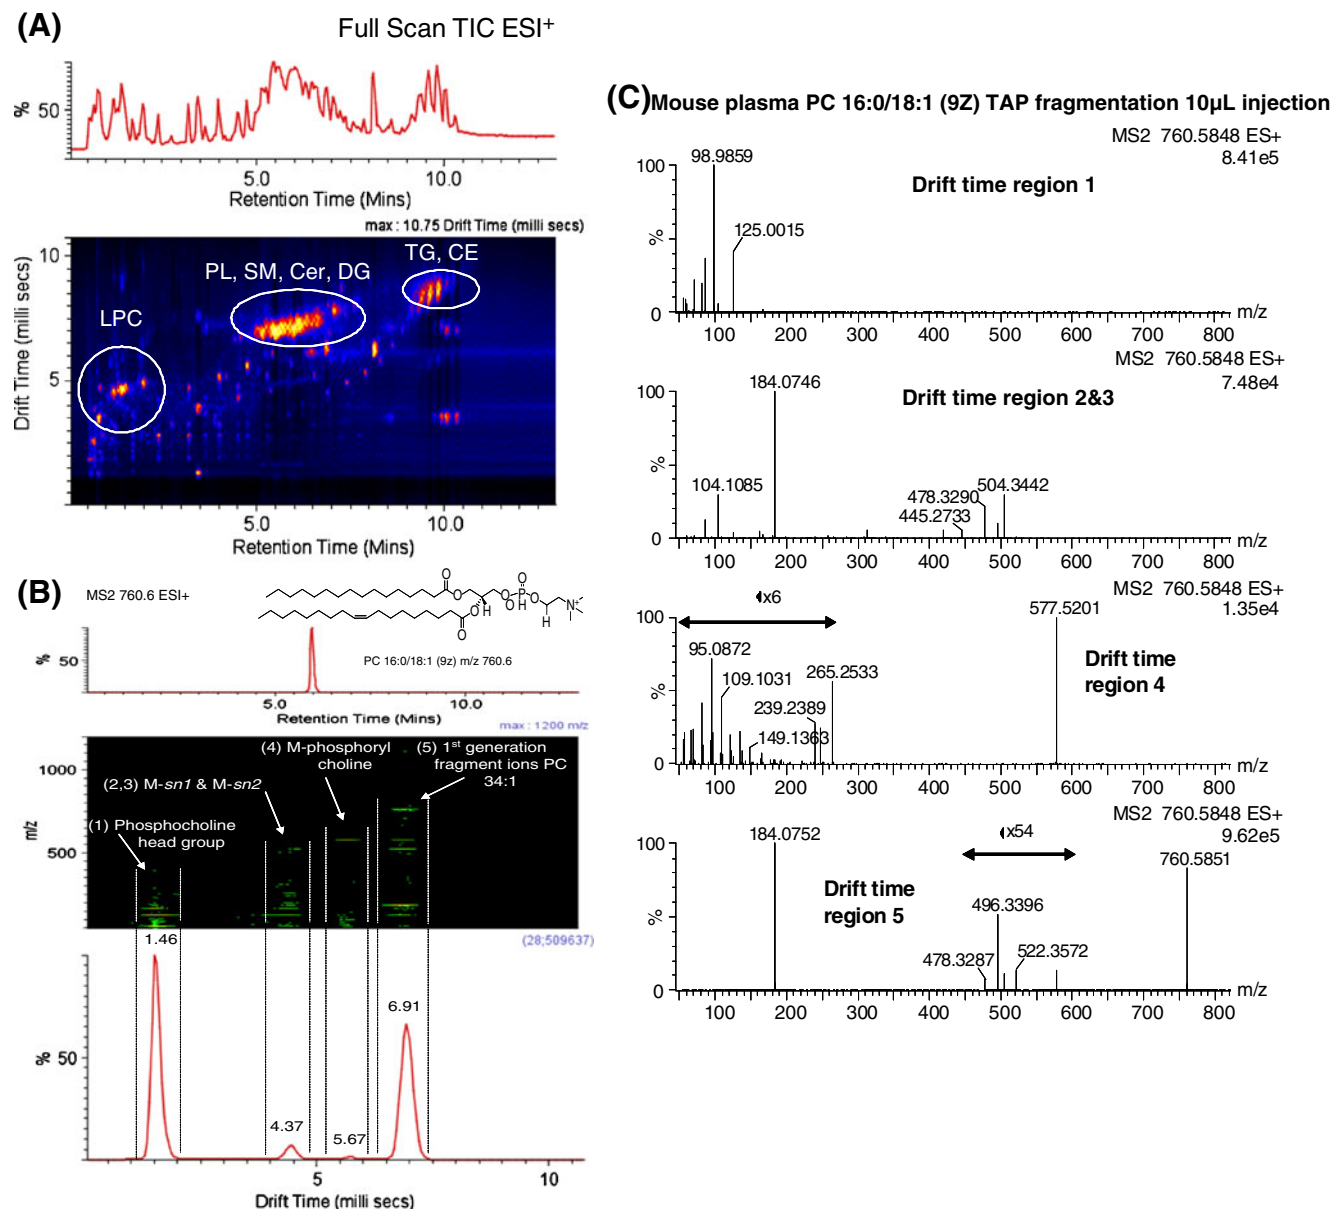 (A)
Full Scan TIC ESI+
%
50
5.0
10.0
Retention Time (Mins)
max : 10.75 Drift Time (milli secs)
Drift Time (milli secs)
10
5
LPC
PL, SM, Cer, DG
TG, CE
5.0
10.0
Retention Time (Mins)
(B)
MS2 760.6 ESI+
O
O
O
P
O
O
OH
H
O
O
H
N+
PC 16:0/18:1 (9z) m/z 760.6
%
50
5.0
10.0
Retention Time (Mins)
max : 1200 m/z
m/z
1000
500
(1) Phosphocholine
head group
(2,3) M-sn1 & M-sn2
(4) M-phosphoryl
choline
(5) 1st generation
fragment ions PC
34:1
(28;509637)
%
50
1.46
4.37
5.67
6.91
5
10
Drift Time (milli secs)
(C) Mouse plasma PC 16:0/18:1 (9Z) TAP fragmentation 10µL injection
MS2 760.5848 ES+
8.41e5
Drift time region 1
100
%
0
98.9859
125.0015
100 200 300 400 500 600 700 800 m/z
MS2 760.5848 ES+
7.48e4
Drift time region 2&3
100
%
0
184.0746
104.1085
478.3290
445.2733
504.3442
100 200 300 400 500 600 700 800 m/z
MS2 760.5848 ES+
1.35e4
x6
Drift time
region 4
100
%
0
95.0872
109.1031
149.1363
239.2389
265.2533
577.5201
100 200 300 400 500 600 700 800 m/z
MS2 760.5848 ES+
9.62e5
x54
Drift time
region 5
100
%
0
184.0752
478.3287
496.3396
522.3572
760.5851
100 200 300 400 500 600 700 800 m/z